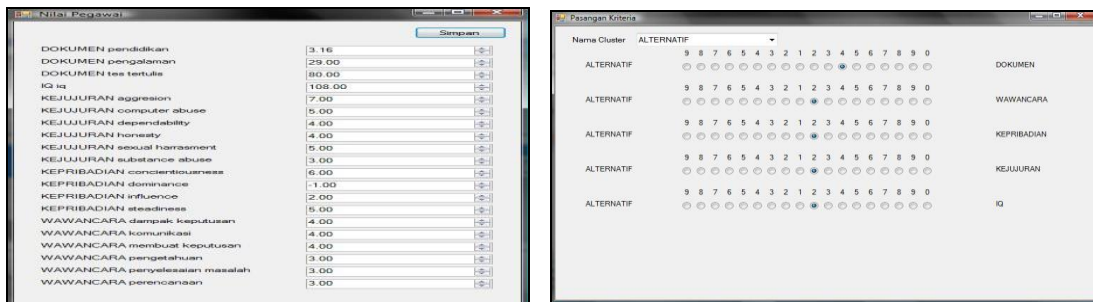 Nilai Pegawai
Simpan
DOKUMEN pendidikan 3.16
DOKUMEN pengalaman 29.00
DOKUMEN tes tertulis 80.00
IQ iq 108.00
KEJUJURAN aggresion 7.00
KEJUJURAN computer abuse 5.00
KEJUJURAN dependability 4.00
KEJUJURAN honesty 4.00
KEJUJURAN sexual harrasment 5.00
KEJUJURAN substance abuse 3.00
KEPRIBADIAN concientiousness 6.00
KEPRIBADIAN dominance -1.00
KEPRIBADIAN influence 2.00
KEPRIBADIAN steadiness 5.00
WAWANCARA dampak keputusan 4.00
WAWANCARA komunikasi 4.00
WAWANCARA membuat keputusan 4.00
WAWANCARA pengetahuan 3.00
WAWANCARA penyelesaian masalah 3.00
WAWANCARA perencanaan 3.00
Pasangan Kriteria
Nama Cluster ALTERNATIF
9 8 7 6 5 4 3 2 1 2 3 4 5 6 7 8 9 0
ALTERNATIF DOKUMEN
9 8 7 6 5 4 3 2 1 2 3 4 5 6 7 8 9 0
ALTERNATIF WAWANCARA
9 8 7 6 5 4 3 2 1 2 3 4 5 6 7 8 9 0
ALTERNATIF KEPRIBADIAN
9 8 7 6 5 4 3 2 1 2 3 4 5 6 7 8 9 0
ALTERNATIF KEJUJURAN
9 8 7 6 5 4 3 2 1 2 3 4 5 6 7 8 9 0
ALTERNATIF IQ